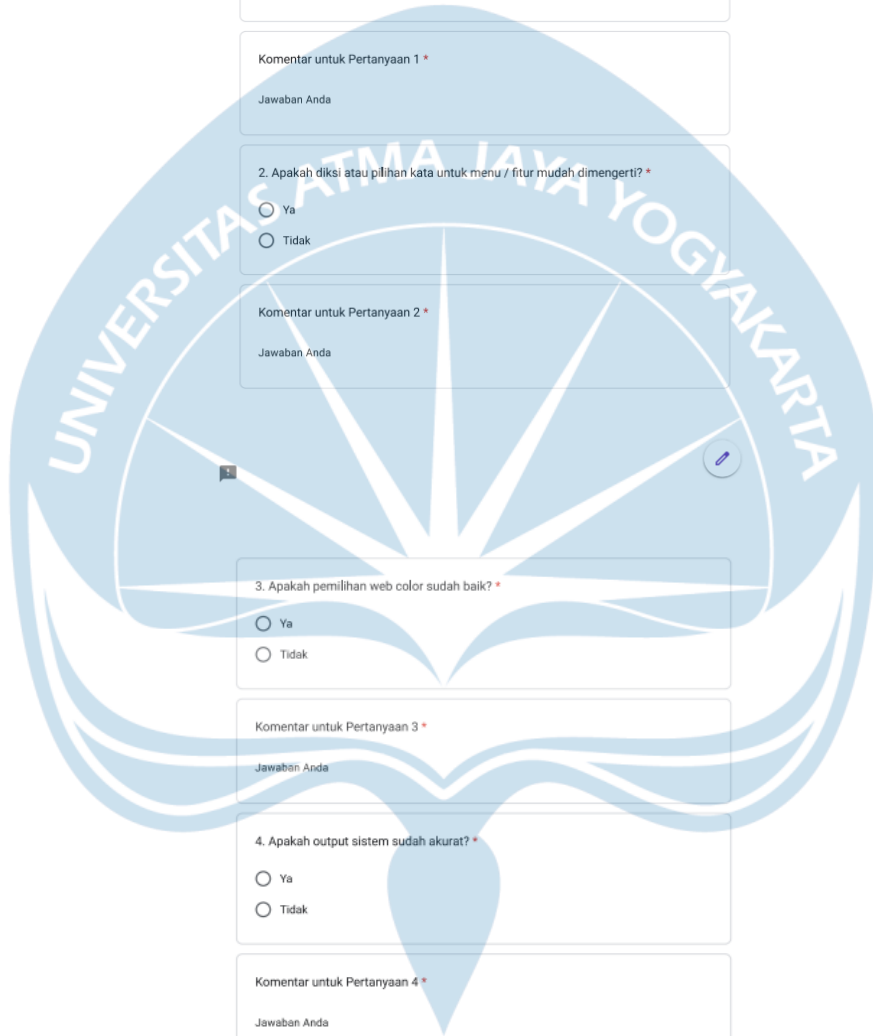 Komentar untuk Pertanyaan 1 *
Jawaban Anda
UNIVERSITAS ATMA JAYA YOGYAKARTA
2. Apakah diksi atau pilihan kata untuk menu / fitur mudah dimengerti? *
Ya
Tidak
Komentar untuk Pertanyaan 2 *
Jawaban Anda
3. Apakah pemilihan web color sudah baik? *
Ya
Tidak
Komentar untuk Pertanyaan 3 *
Jawaban Anda
4. Apakah output sistem sudah akurat? *
Ya
Tidak
Komentar untuk Pertanyaan 4 *
Jawaban Anda